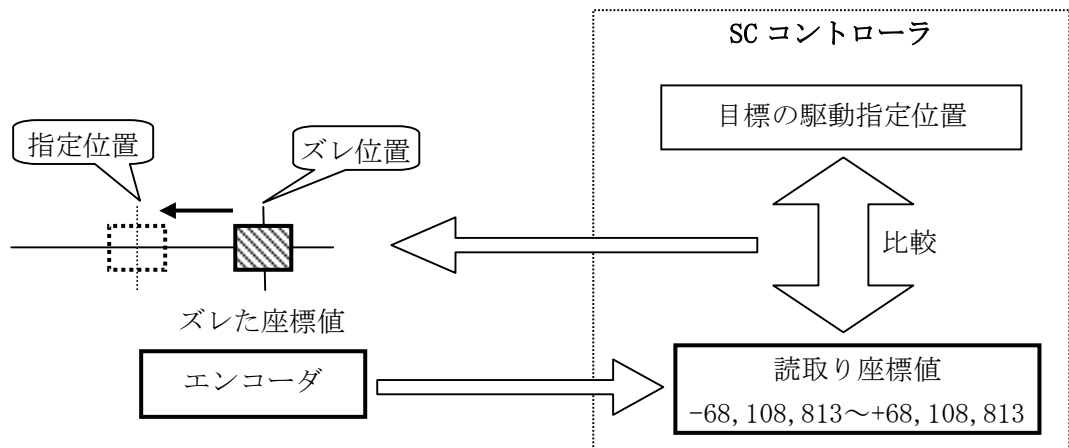 SC コントローラ
目標の駆動指定位置
指定位置
ズレ位置
比較
ズレた座標値
エンコーダ
読取り座標値
-68,108,813～+68,108,813